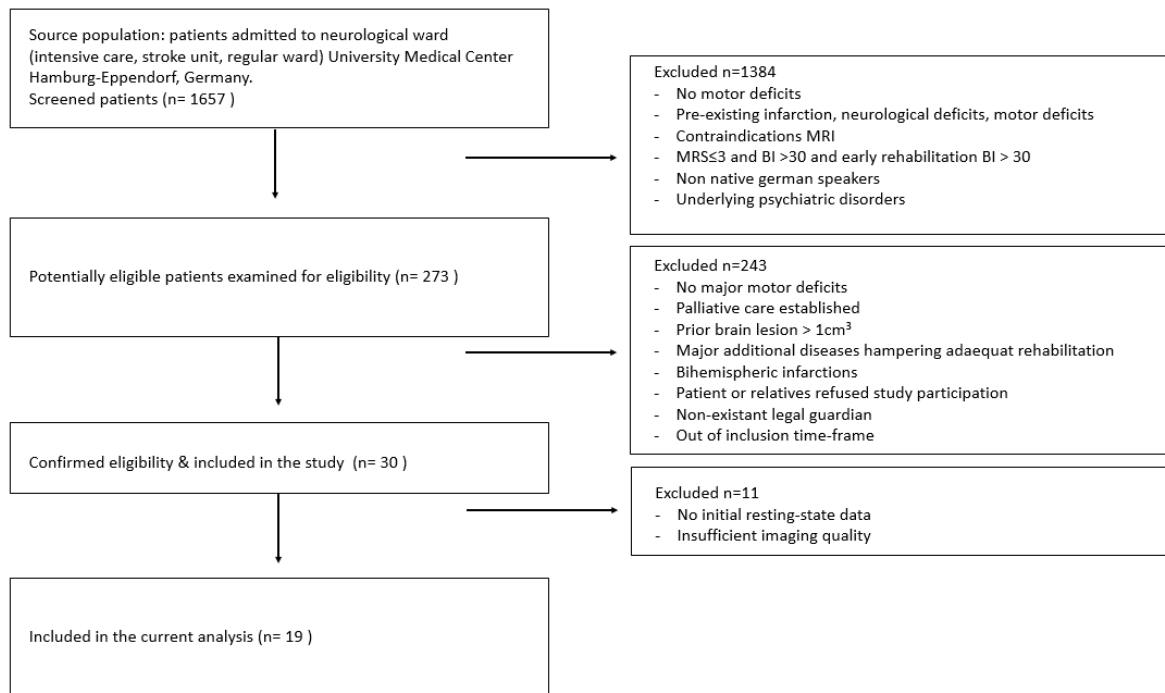 Source population: patients admitted to neurological ward
(intensive care, stroke unit, regular ward) University Medical Center
Hamburg-Eppendorf, Germany.
Screened patients (n= 1657 )
Excluded n=1384
- No motor deficits
- Pre-existing infarction, neurological deficits, motor deficits
- Contraindications MRI
- MRS≤3 and BI >30 and early rehabilitation BI > 30
- Non native german speakers
- Underlying psychiatric disorders
Potentially eligible patients examined for eligibility (n= 273 )
Excluded n=243
- No major motor deficits
- Palliative care established
- Prior brain lesion > 1cm³
- Major additional diseases hampering adaequat rehabilitation
- Bihemispheric infarctions
- Patient or relatives refused study participation
- Non-existant legal guardian
- Out of inclusion time-frame
Confirmed eligibility & included in the study (n= 30 )
Excluded n=11
- No initial resting-state data
- Insufficient imaging quality
Included in the current analysis (n= 19 )